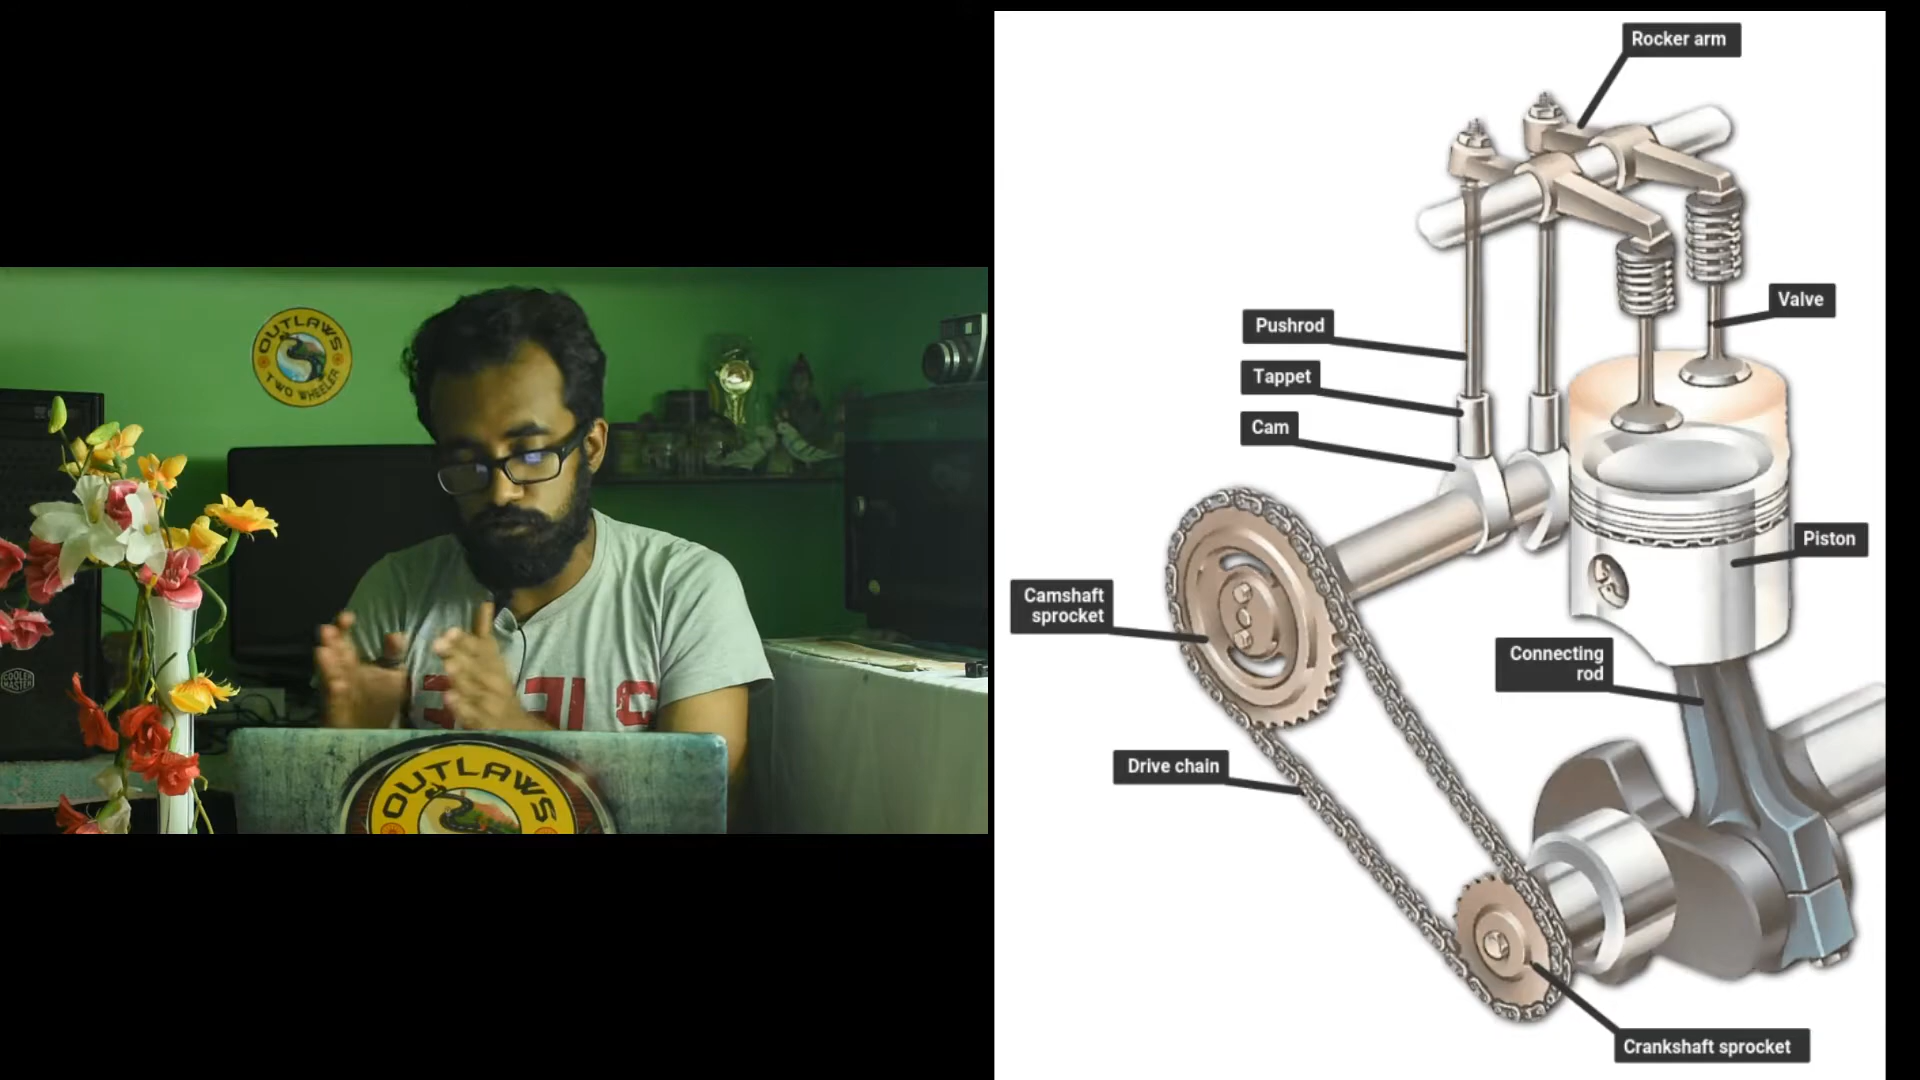 OUTLAWS
TWO WHEELER
COOLER
MASTER
OUTLAWS
Rocker arm
Valve
Pushrod
Tappet
Cam
Piston
Camshaft
sprocket
Connecting
rod
Drive chain
Crankshaft sprocket